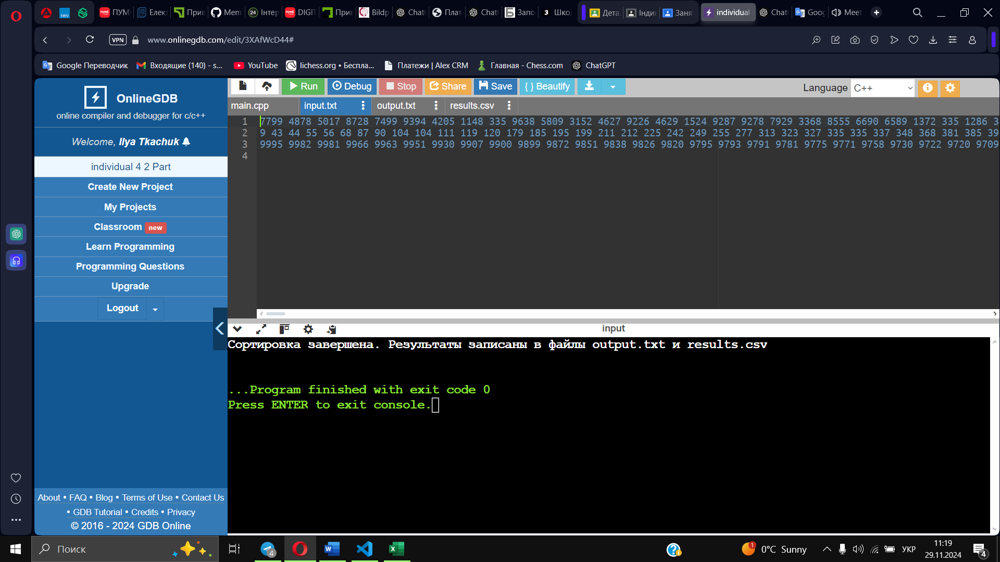 ПУМ
Елек
Прив
Mem
Інтер
DIGIT
Прив
Bildp
Chat
Плат
Chat
Запо
Шко
Дета
Інди
Заня
individual
Chat
Goog
Meet
VPN
www.onlinegdb.com/edit/3XAfWcD44#
Google Переводчик
Входящие (140) - s...
YouTube
lichess.org • Беспла...
Платежи | Alex CRM
Главная - Chess.com
ChatGPT
OnlineGDB
online compiler and debugger for c/c++
Welcome, Ilya Tkachuk
individual 4 2 Part
Create New Project
My Projects
Classroom new
Learn Programming
Programming Questions
Upgrade
Logout
About • FAQ • Blog • Terms of Use • Contact Us
• GDB Tutorial • Credits • Privacy
© 2016 - 2024 GDB Online
Run Debug Stop Share Save { } Beautify
Language C++
main.cpp input.txt output.txt results.csv
1 7799 4878 5017 8728 7499 9394 4205 1148 335 9638 5809 3152 4627 9226 4629 1524 9287 9278 7929 3368 8555 6690 6589 1372 335 1286 3
2 9 43 44 55 56 68 87 90 104 104 111 119 120 179 185 195 199 211 212 225 242 249 255 277 313 323 327 335 335 337 348 368 381 385 39
3 9995 9982 9981 9966 9963 9951 9930 9907 9900 9899 9872 9851 9838 9826 9820 9795 9793 9791 9781 9775 9771 9758 9730 9722 9720 9709
4
input
Сортировка завершена. Результаты записаны в файлы output.txt и results.csv
...Program finished with exit code 0
Press ENTER to exit console.
Поиск
4
1
0°C Sunny
УКР
11:19
29.11.2024
4